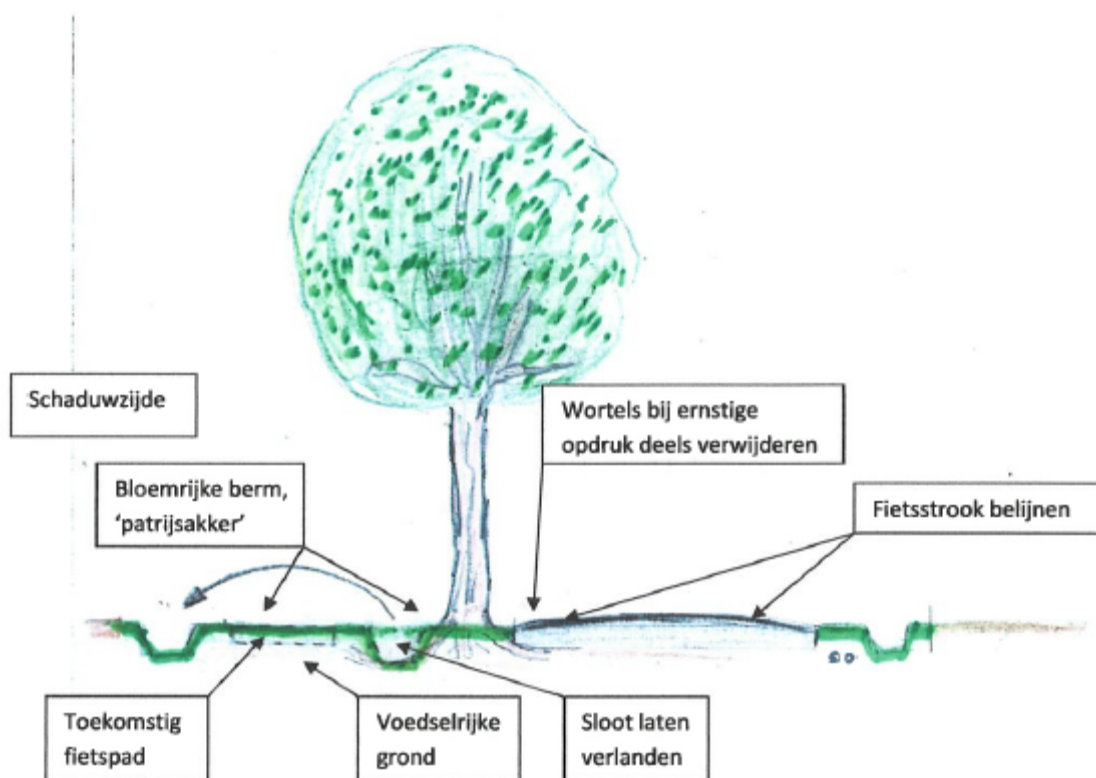 Schaduwzijde
Wortels bij ernstige
opdruk deels verwijderen
Bloemrijke berm,
'patrijsakker'
Fietsstrook belijnen
Toekomstig
fietspad
Voedselrijke
grond
Sloot laten
verlanden